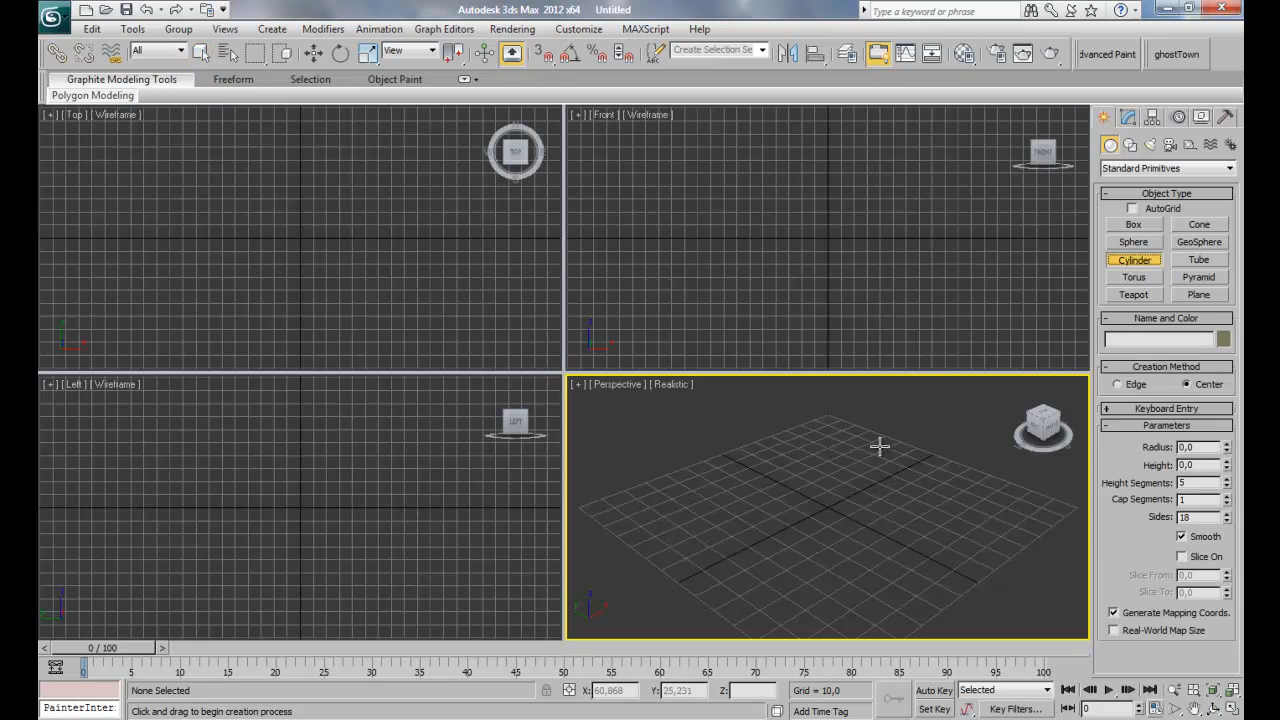 Autodesk 3ds Max 2012 x64 Untitled
Type a keyword or phrase
Edit Tools Group Views Create Modifiers Animation Graph Editors Rendering Customize MAXScript Help
All View Create Selection Se dvanced Paint ghostTown
Graphite Modeling Tools Freeform Selection Object Paint
Polygon Modeling
[ + ] [ Top ] [ Wireframe ]
TOP
[ + ] [ Front ] [ Wireframe ]
FRONT
[ + ] [ Left ] [ Wireframe ]
LEFT
[ + ] [ Perspective ] [ Realistic ]
Standard Primitives
- Object Type
AutoGrid
Box Cone
Sphere GeoSphere
Cylinder Tube
Torus Pyramid
Teapot Plane
- Name and Color
- Creation Method
Edge Center
+ Keyboard Entry
- Parameters
Radius: 0,0
Height: 0,0
Height Segments: 5
Cap Segments: 1
Sides: 18
Smooth
Slice On
Slice From: 0,0
Slice To: 0,0
Generate Mapping Coords.
Real-World Map Size
< 0 / 100 >
0 5 10 15 20 25 30 35 40 45 50 55 60 65 70 75 80 85 90 95 100
None Selected X: 60,868 Y: 25,231 Z: Grid = 10,0 Auto Key Selected
PainterInter: Click and drag to begin creation process Add Time Tag Set Key Key Filters... 0